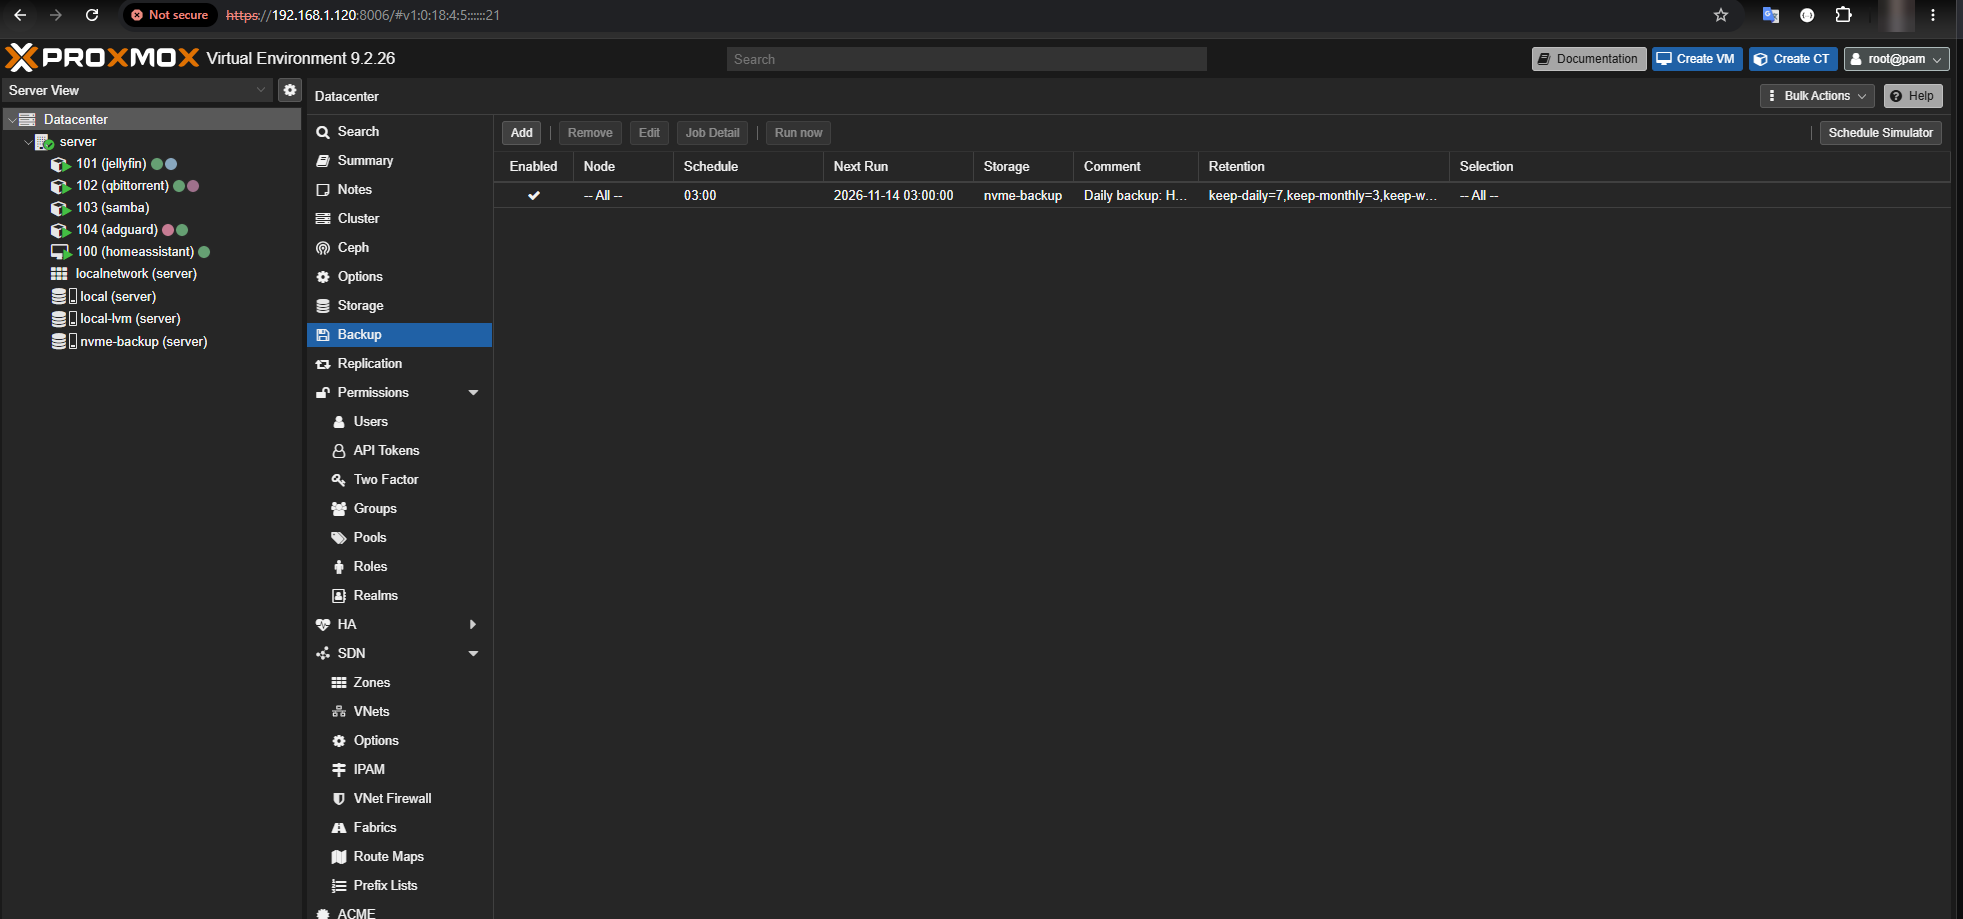 Not secure https://192.168.1.120:8006/#v1:0:18:4:5::::::21
PROXMOX Virtual Environment 9.2.26
Search
Documentation
Create VM
Create CT
root@pam
Server View
Datacenter
server
101 (jellyfin)
102 (qbittorrent)
103 (samba)
104 (adguard)
100 (homeassistant)
localnetwork (server)
local (server)
local-lvm (server)
nvme-backup (server)
Datacenter
Bulk Actions
Help
Search
Summary
Notes
Cluster
Ceph
Options
Storage
Backup
Replication
Permissions
Users
API Tokens
Two Factor
Groups
Pools
Roles
Realms
HA
SDN
Zones
VNets
Options
IPAM
VNet Firewall
Fabrics
Route Maps
Prefix Lists
ACME
Add | Remove Edit Job Detail | Run now | Schedule Simulator
Enabled Node Schedule Next Run Storage Comment Retention Selection
-- All -- 03:00 2026-11-14 03:00:00 nvme-backup Daily backup: H... keep-daily=7,keep-monthly=3,keep-w... -- All --